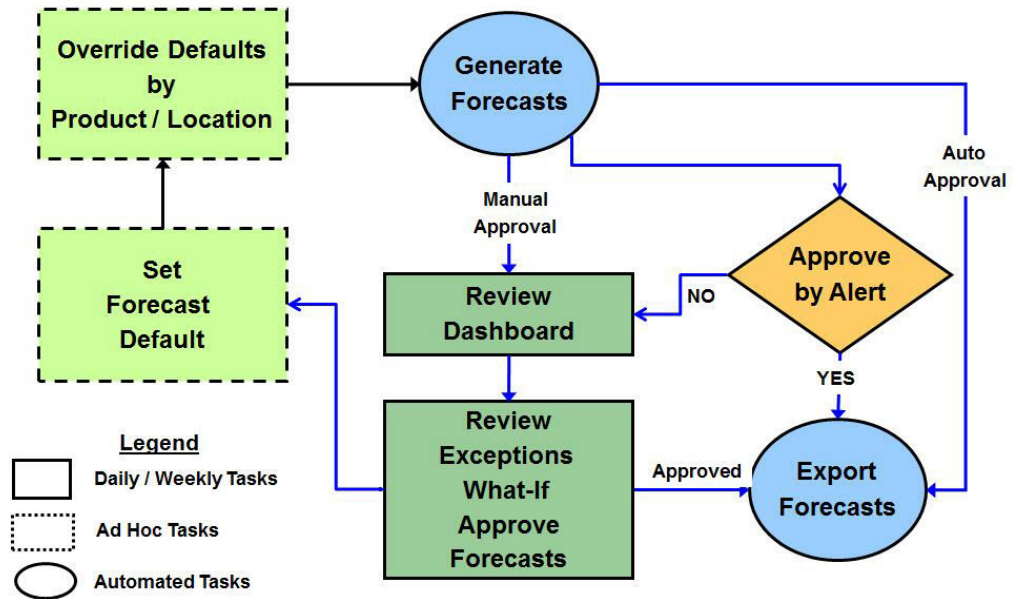 Override Defaults
by
Product / Location
Generate
Forecasts
Auto
Approval
Manual
Approval
Approve
by Alert
Set
Forecast
Default
Review
Dashboard
NO
YES
Review
Exceptions
What-If
Approve
Forecasts
Approved
Export
Forecasts
Legend
Daily / Weekly Tasks
Ad Hoc Tasks
Automated Tasks